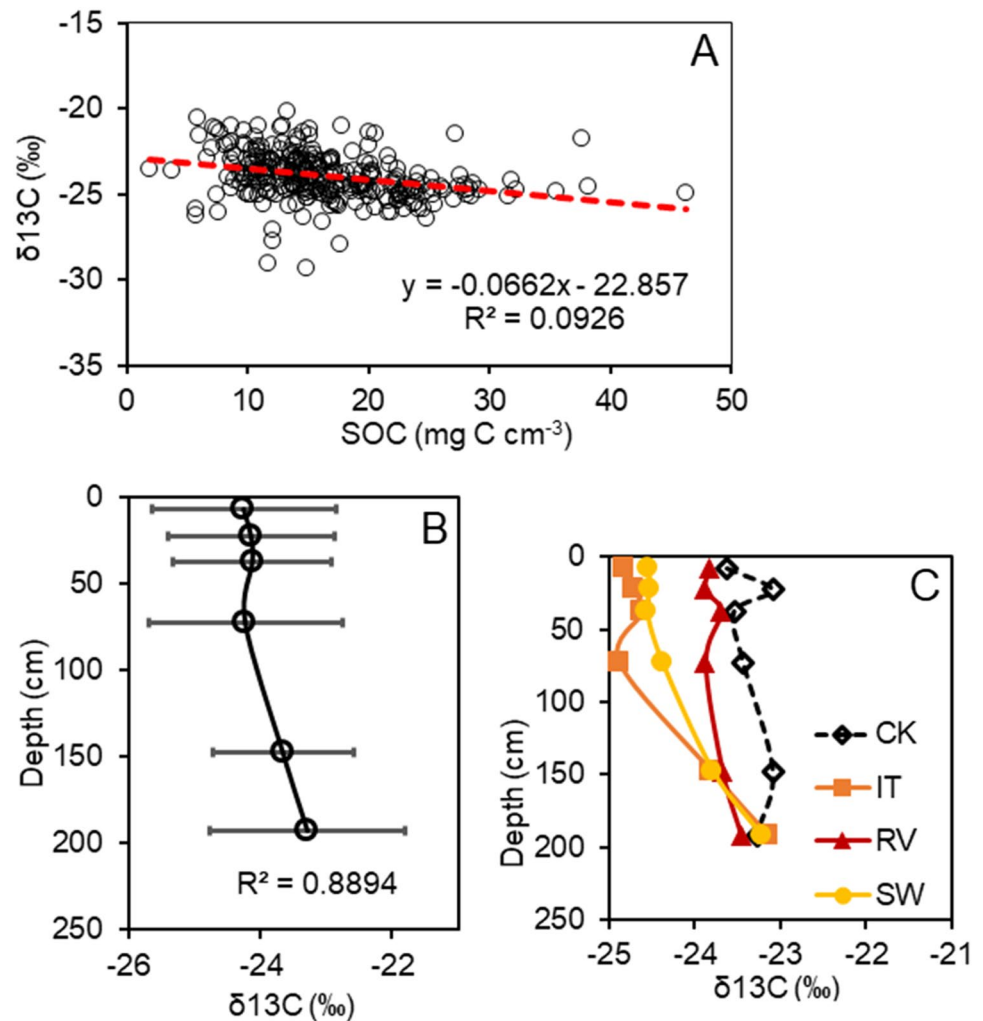 A
-15
-20
-25
-30
-35
δ13C (‰)
y = -0.0662x - 22.857
R² = 0.0926
0 10 20 30 40 50
SOC (mg C cm⁻³)
B
0
50
100
150
200
250
Depth (cm)
R² = 0.8894
-26 -24 -22
δ13C (‰)
C
0
50
100
150
200
250
Depth (cm)
CK
IT
RV
SW
-25 -24 -23 -22 -21
δ13C (‰)